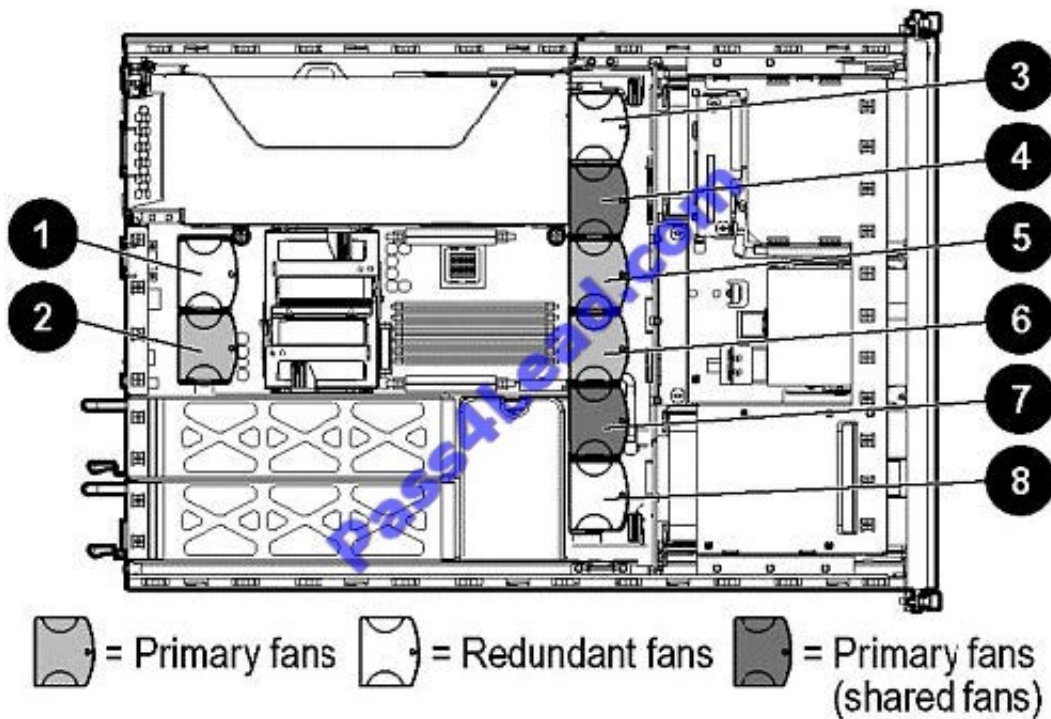 3
4
1
5
2
6
7
8
Pass4Lead.com
= Primary fans
= Redundant fans
= Primary fans
(shared fans)